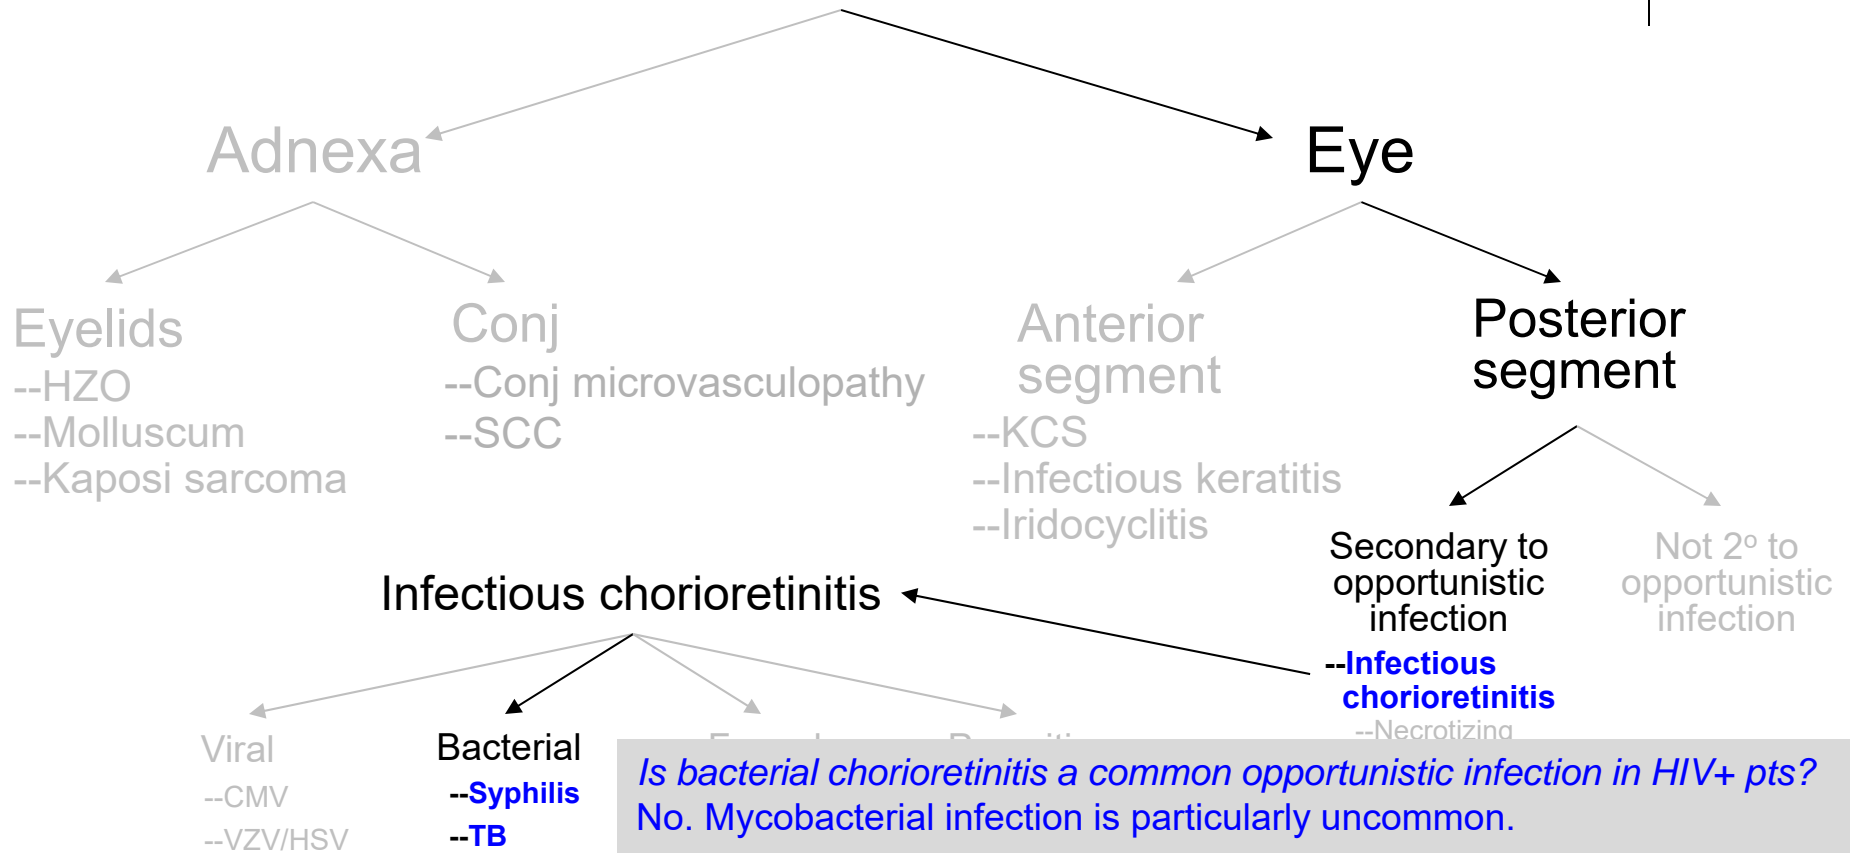 Adnexa
Eye
Eyelids
--HZO
--Molluscum
--Kaposi sarcoma
Conj
--Conj microvasculopathy
--SCC
Anterior
segment
--KCS
--Infectious keratitis
--Iridocyclitis
Posterior
segment
Secondary to
opportunistic
infection
--Infectious
chorioretinitis
--Necrotizing
Not 2º to
opportunistic
infection
Infectious chorioretinitis
Viral
--CMV
--VZV/HSV
Bacterial
--Syphilis
--TB
Is bacterial chorioretinitis a common opportunistic infection in HIV+ pts?
No. Mycobacterial infection is particularly uncommon.